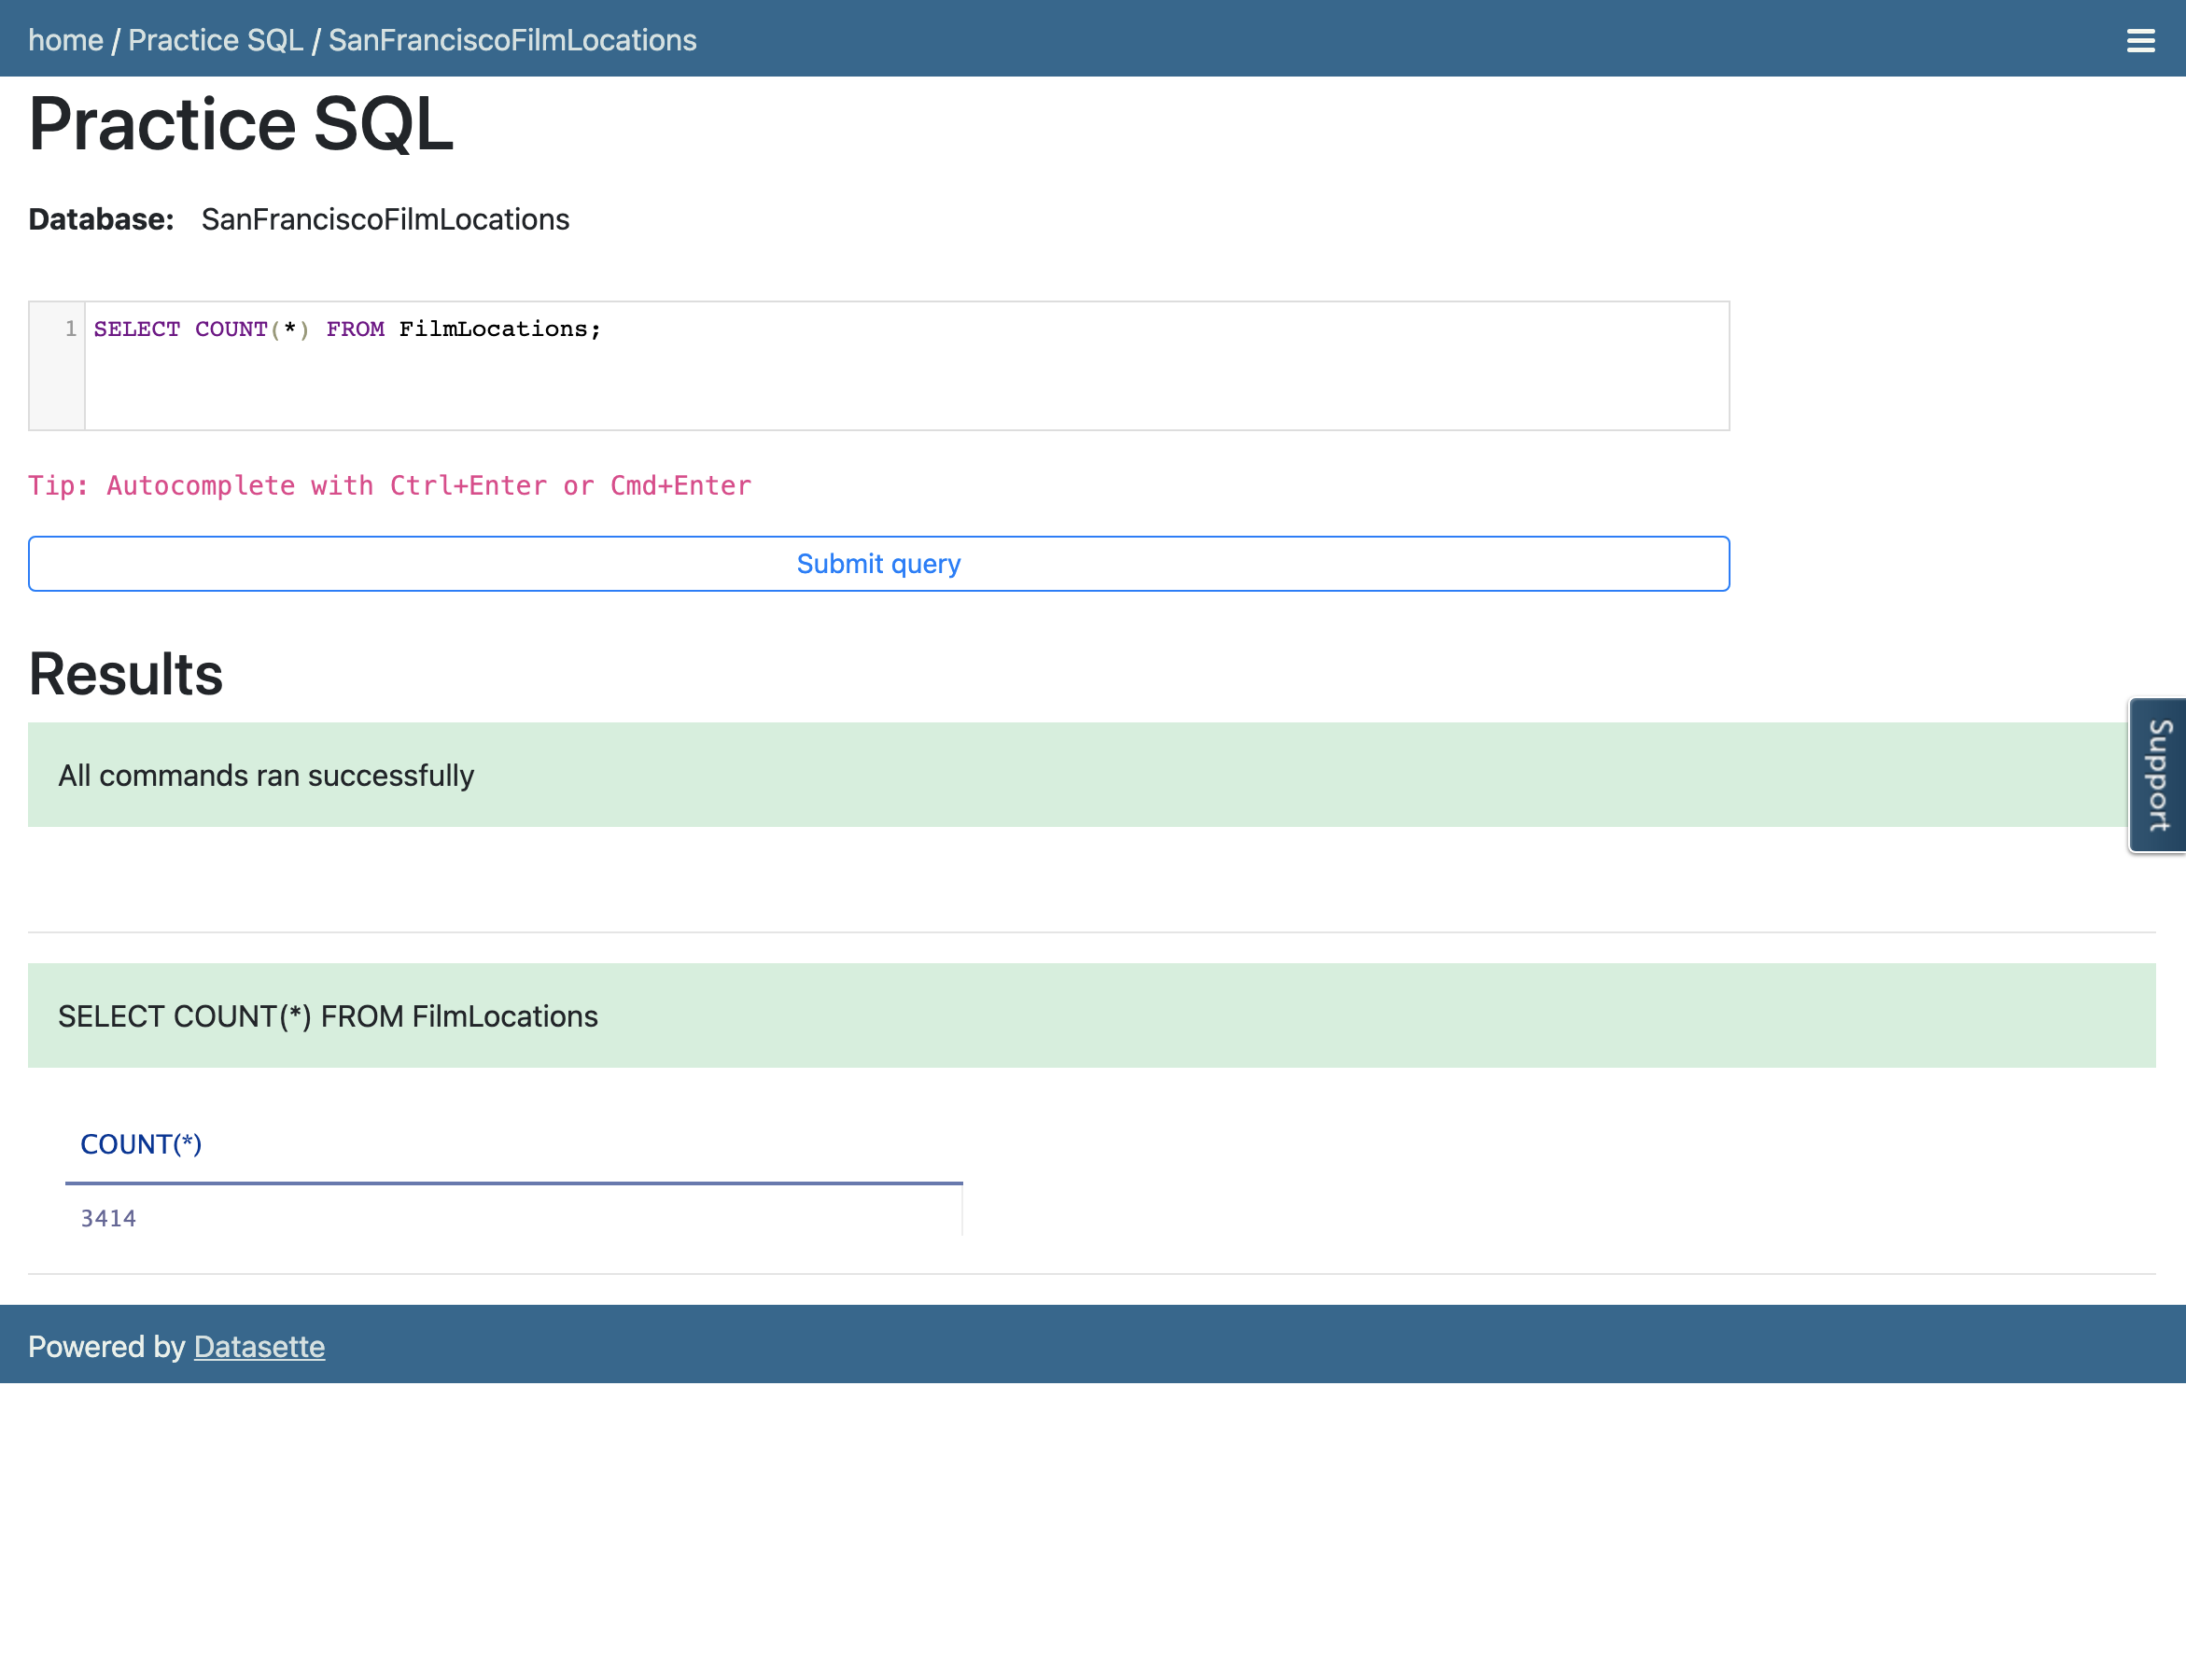 home / Practice SQL / SanFranciscoFilmLocations
Practice SQL
Database: SanFranciscoFilmLocations
1 SELECT COUNT(*) FROM FilmLocations;
Tip: Autocomplete with Ctrl+Enter or Cmd+Enter
Submit query
Results
All commands ran successfully
Support
SELECT COUNT(*) FROM FilmLocations
COUNT(*)
3414
Powered by Datasette